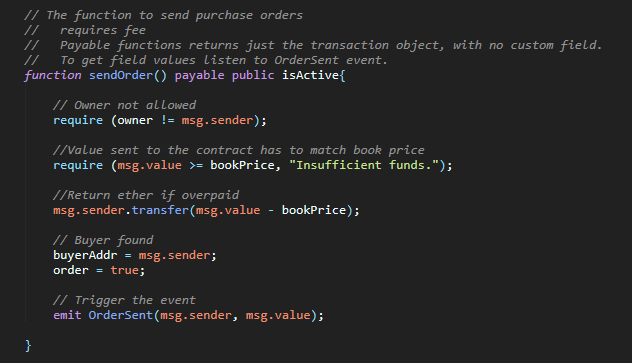 // The function to send purchase orders
//   requires fee
//   Payable functions returns just the transaction object, with no custom field.
//   To get field values listen to OrderSent event.
function sendOrder() payable public isActive{
// Owner not allowed
require (owner != msg.sender);
//Value sent to the contract has to match book price
require (msg.value >= bookPrice, "Insufficient funds.");
//Return ether if overpaid
msg.sender.transfer(msg.value - bookPrice);
// Buyer found
buyerAddr = msg.sender;
order = true;
// Trigger the event
emit OrderSent(msg.sender, msg.value);
}